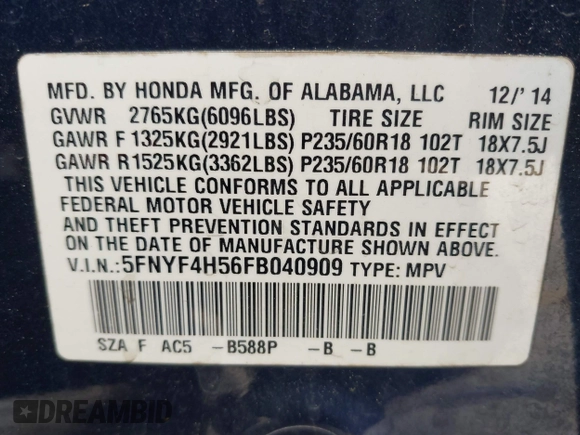 MFD. BY HONDA MFG. OF ALABAMA, LLC 12/'14
GVWR 2765KG(6096LBS) TIRE SIZE RIM SIZE
GAWR F 1325KG(2921LBS) P235/60R18 102T 18X7.5J
GAWR R 1525KG(3362LBS) P235/60R18 102T 18X7.5J
THIS VEHICLE CONFORMS TO ALL APPLICABLE
FEDERAL MOTOR VEHICLE SAFETY
AND THEFT PREVENTION STANDARDS IN EFFECT
ON THE DATE OF MANUFACTURE SHOWN ABOVE.
V.I.N.:5FNYF4H56FB040909 TYPE: MPV
SZA F AC5 -B588P -B -B
DREAMBID